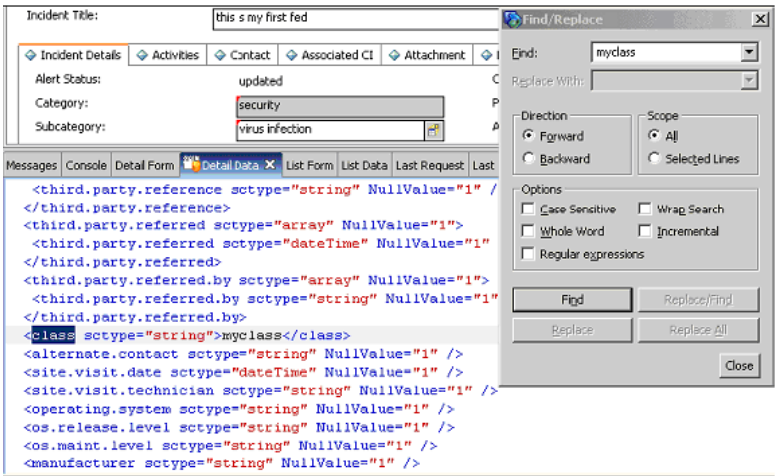 Incident Title: this s my first fed
Incident Details Activities Contact Associated CI Attachment
Alert Status: updated
Category: security
Subcategory: virus infection
Messages Console Detail Form Detail Data List Form List Data Last Request Last
<third.party.reference sctype="string" NullValue="1" /
</third.party.reference>
<third.party.referred sctype="array" NullValue="1">
<third.party.referred sctype="dateTime" NullValue="1"
</third.party.referred>
<third.party.referred.by sctype="array" NullValue="1">
<third.party.referred.by sctype="string" NullValue="1"
</third.party.referred.by>
<class sctype="string">myclass</class>
<alternate.contact sctype="string" NullValue="1" />
<site.visit.date sctype="dateTime" NullValue="1" />
<site.visit.technician sctype="string" NullValue="1" />
<operating.system sctype="string" NullValue="1" />
<os.release.level sctype="string" NullValue="1" />
<os.maint.level sctype="string" NullValue="1" />
<manufacturer sctype="string" NullValue="1" />
Find/Replace
Find: myclass
Replace With:
Direction Scope
Forward All
Backward Selected Lines
Options
Case Sensitive Wrap Search
Whole Word Incremental
Regular expressions
Find Replace/Find
Replace Replace All
Close